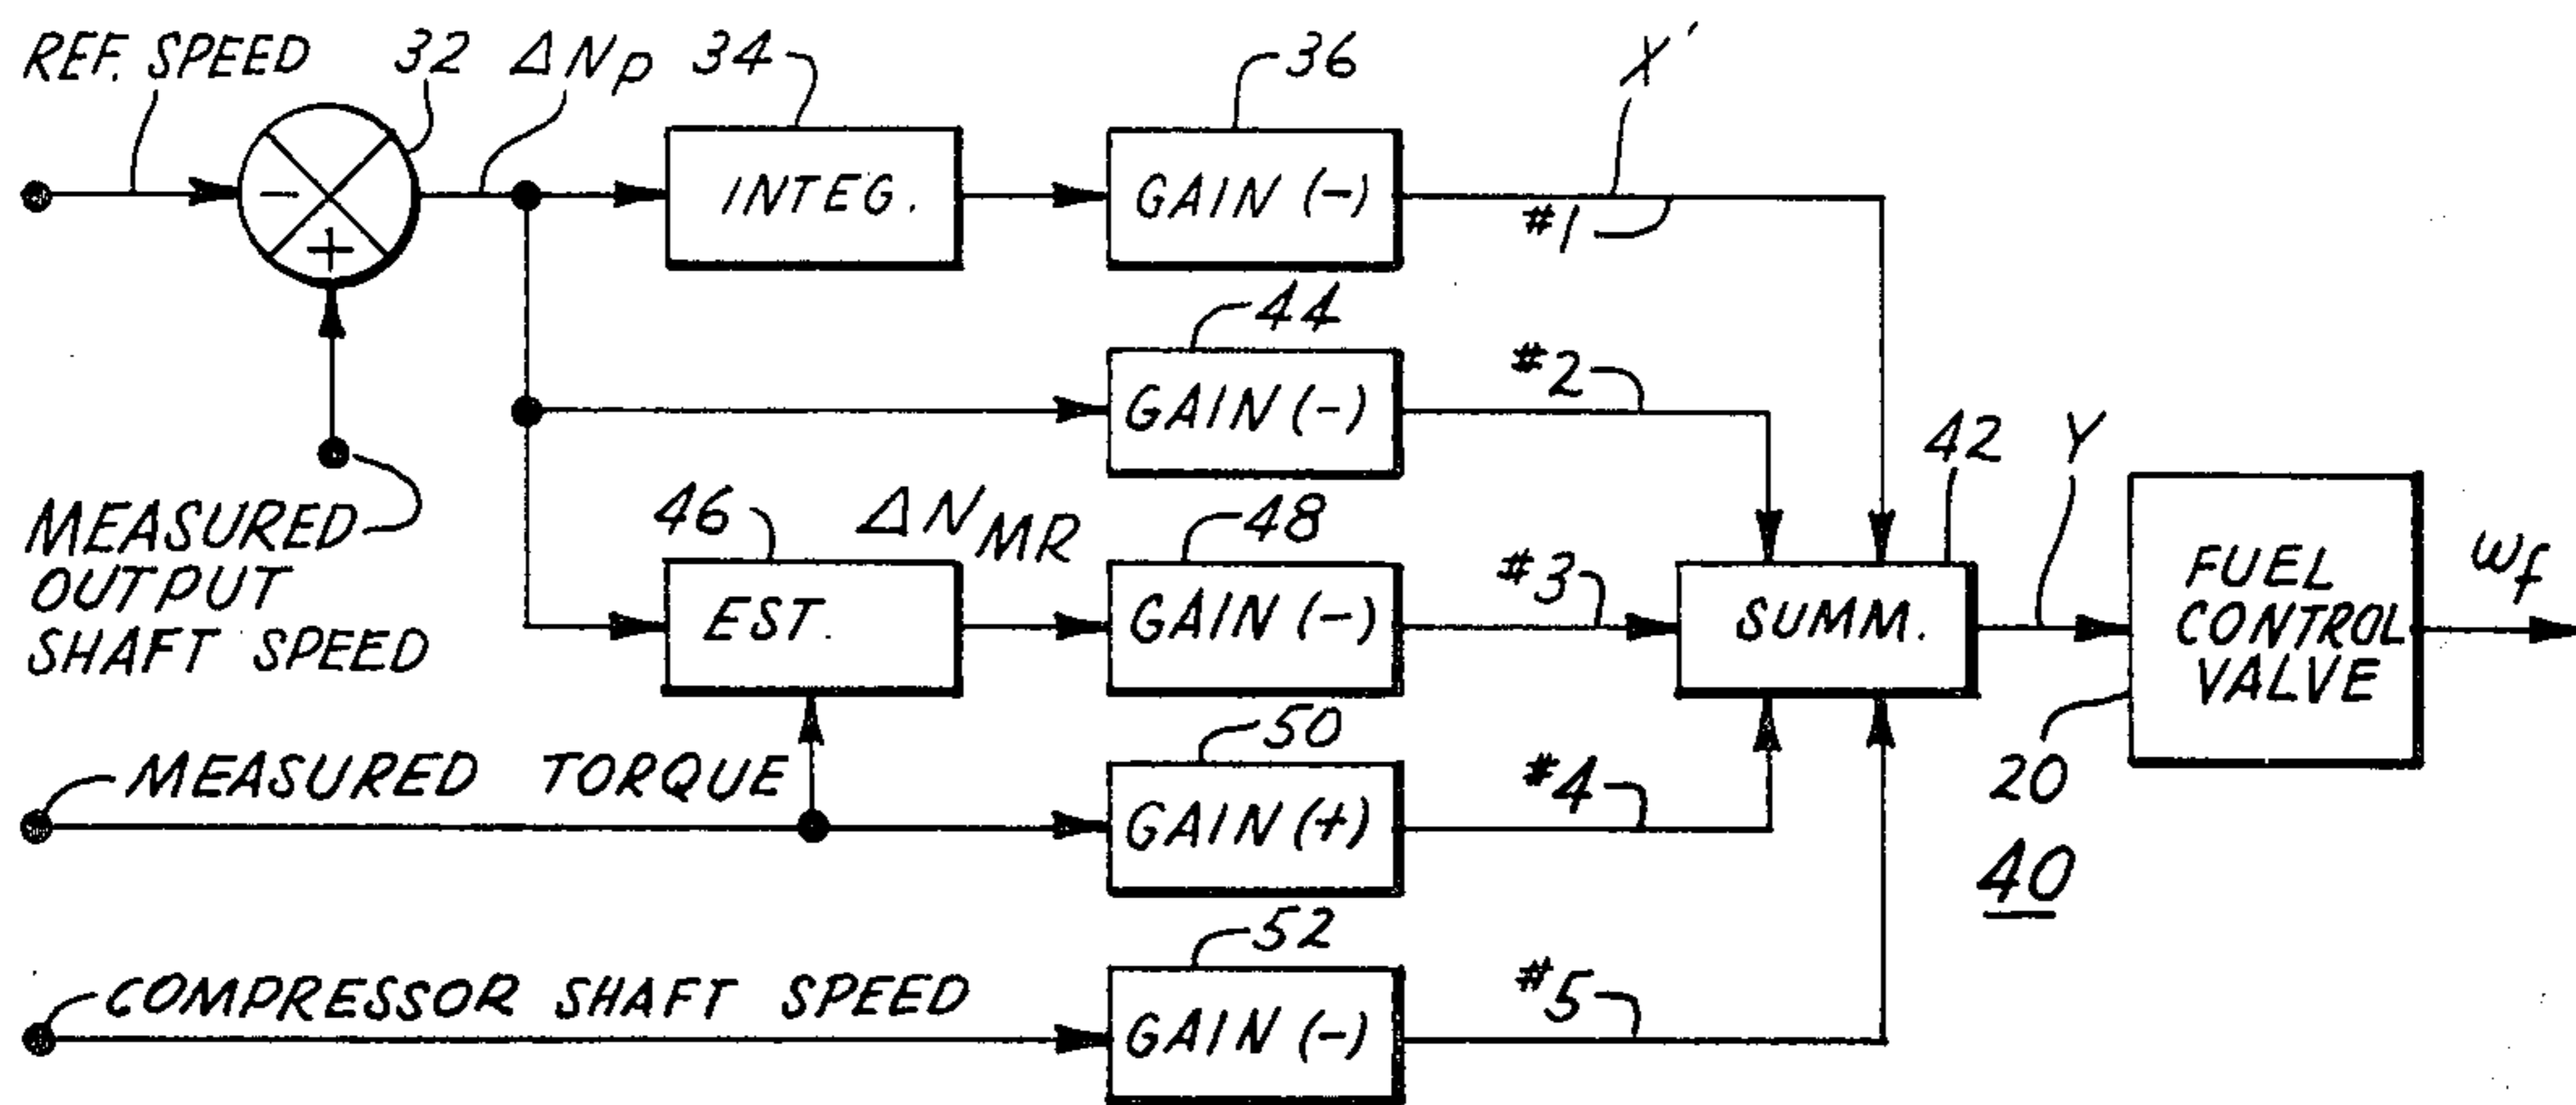 REF. SPEED
32
ΔNp
34
36
X'
-
+
INTEG.
GAIN (-)
#1
44
GAIN (-)
#2
MEASURED
OUTPUT
SHAFT SPEED
46
ΔNMR
48
EST.
GAIN (-)
#3
42
SUMM.
Y
FUEL
CONTROL
VALVE
wf
20
MEASURED TORQUE
50
GAIN (+)
#4
40
COMPRESSOR SHAFT SPEED
52
GAIN (-)
#5